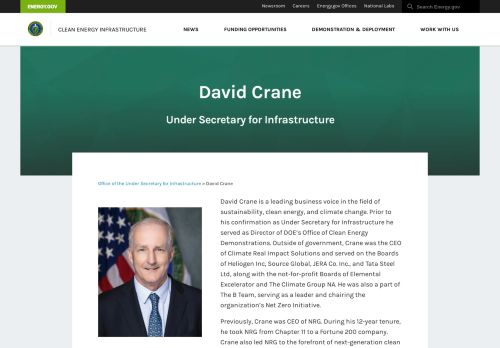 ENERGY.GOV
Newsroom Careers Energy.gov Offices National Labs Search Energy.gov
CLEAN ENERGY INFRASTRUCTURE
NEWS FUNDING OPPORTUNITIES DEMONSTRATION & DEPLOYMENT WORK WITH US
David Crane
Under Secretary for Infrastructure
Office of the Under Secretary for Infrastructure » David Crane
David Crane is a leading business voice in the field of
sustainability, clean energy, and climate change. Prior to
his confirmation as Under Secretary for Infrastructure he
served as Director of DOE's Office of Clean Energy
Demonstrations. Outside of government, Crane was the CEO
of Climate Real Impact Solutions and served on the Boards
of Heliogen Inc, Source Global, JERA Co. Inc., and Tata Steel
Ltd, along with the not-for-profit Boards of Elemental
Excelerator and The Climate Group NA. He was also a part of
The B Team, serving as a leader and chairing the
organization's Net Zero Initiative.
Previously, Crane was CEO of NRG. During his 12-year tenure,
he took NRG from Chapter 11 to a Fortune 200 company.
Crane also led NRG to the forefront of next-generation clean